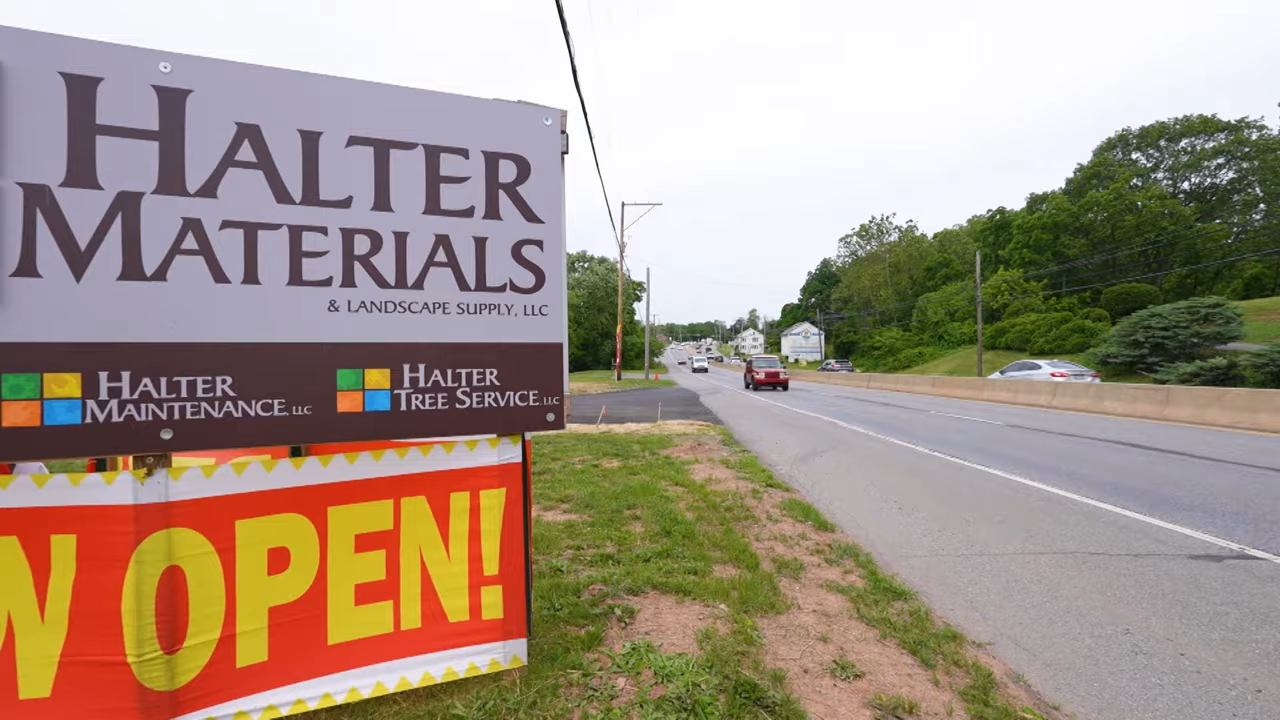 HALTER
MATERIALS
& LANDSCAPE SUPPLY, LLC
HALTER
MAINTENANCE, LLC
HALTER
TREE SERVICE, LLC
W OPEN!